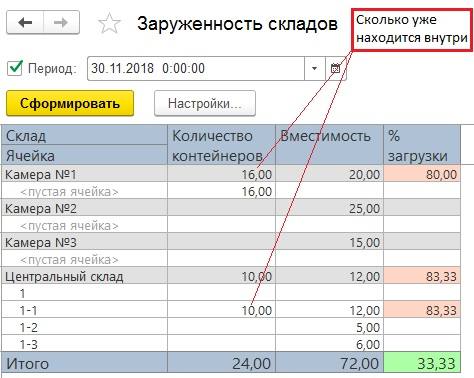 Заруженность складов
Сколько уже
находится внутри
Период: 30.11.2018 0:00:00
Сформировать Настройки...
Склад Количество контейнеров Вместимость % загрузки
Ячейка
Камера №1 16,00 20,00 80,00
<пустая ячейка> 16,00
Камера №2 25,00
<пустая ячейка>
Камера №3 15,00
<пустая ячейка>
Центральный склад 10,00 12,00 83,33
1
1-1 10,00 12,00 83,33
1-2 5,00
1-3 6,00
Итого 24,00 72,00 33,33